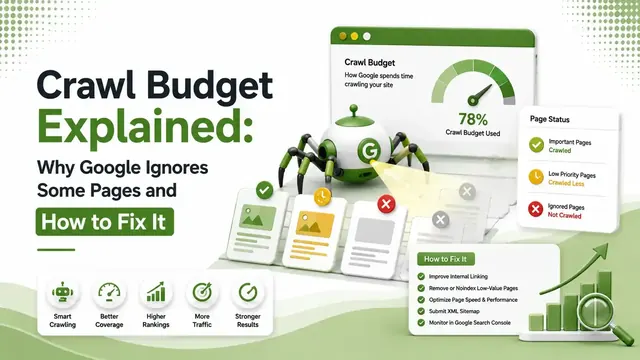 Crawl Budget
Explained:
Why Google Ignores
Some Pages and
How to Fix It
Smart
Crawling
Better
Coverage
Higher
Rankings
More
Traffic
Stronger
Results
Crawl Budget
How Google spends time
crawling your site
78%
Crawl Budget Used
G
Page Status
Important Pages
Crawled
Low Priority Pages
Crawled Less
Ignored Pages
Not Crawled
How to Fix It
Improve Internal Linking
Remove or Noindex Low-Value Pages
Optimize Page Speed & Performance
Submit XML Sitemap
Monitor in Google Search Console